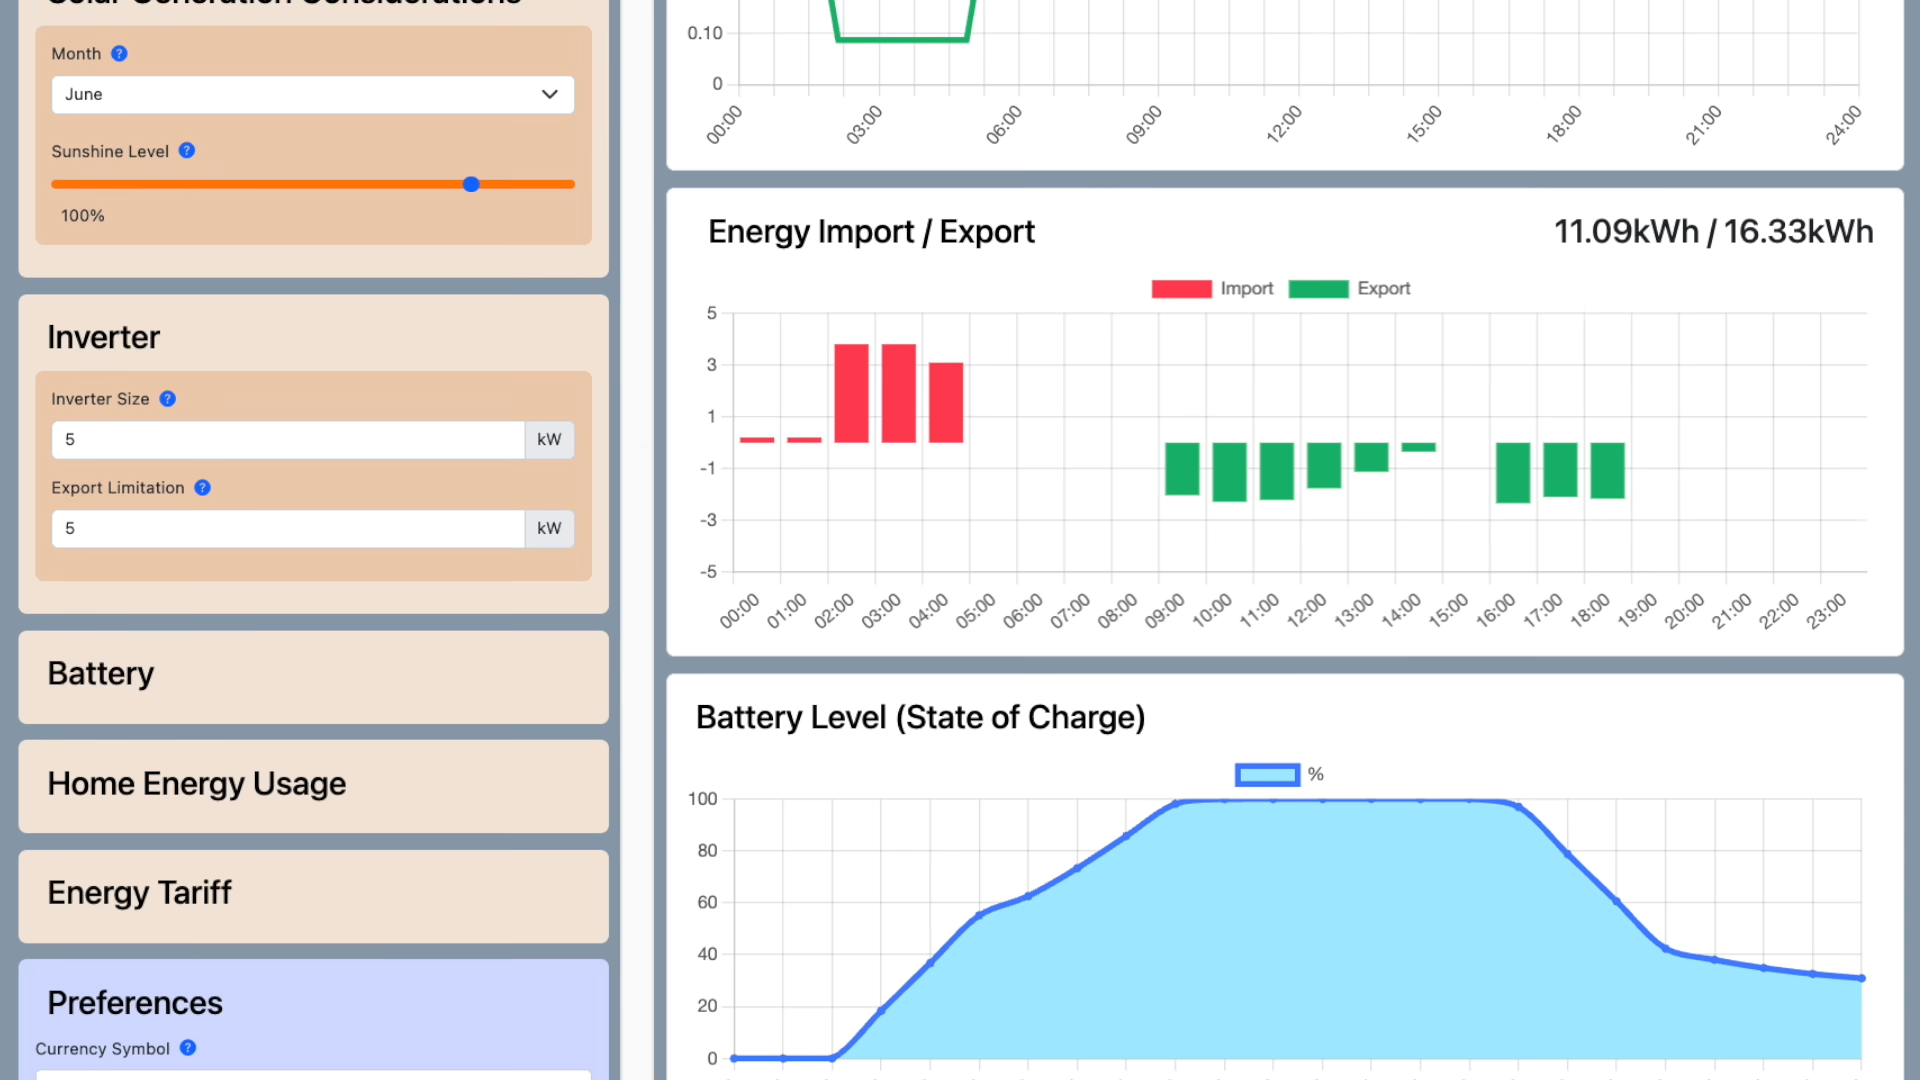 Solar Generation Considerations
Month ?
June
Sunshine Level ?
100%
Inverter
Inverter Size ?
5 kW
Export Limitation ?
5 kW
Battery
Home Energy Usage
Energy Tariff
Preferences
Currency Symbol ?
0.10
0
00:00 03:00 06:00 09:00 12:00 15:00 18:00 21:00 24:00
Energy Import / Export 11.09kWh / 16.33kWh
Import Export
5
3
1
-1
-3
-5
00:00 01:00 02:00 03:00 04:00 05:00 06:00 07:00 08:00 09:00 10:00 11:00 12:00 13:00 14:00 15:00 16:00 17:00 18:00 19:00 20:00 21:00 22:00 23:00
Battery Level (State of Charge)
%
100
80
60
40
20
0